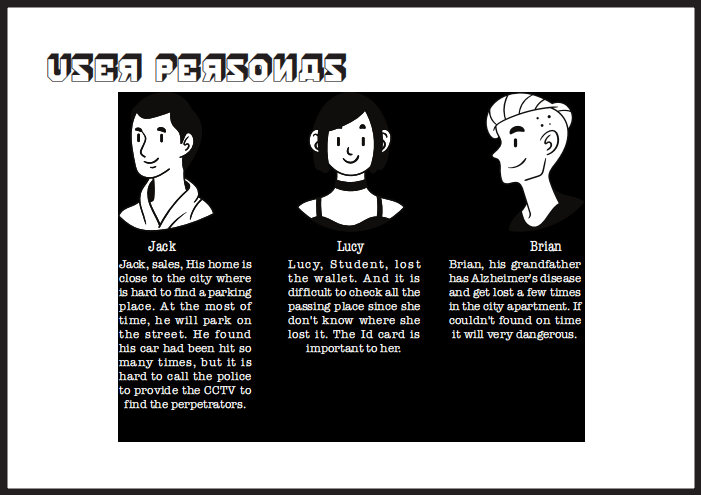 USER PERSONAS
Jack
Jack, sales, His home is
close to the city where
is hard to find a parking
place. At the most of
time, he will park on
the street. He found
his car had been hit so
many times, but it is
hard to call the police
to provide the CCTV to
find the perpetrators.
Lucy
Lucy, Student, lost
the wallet. And it is
difficult to check all the
passing place since she
don't know where she
lost it. The Id card is
important to her.
Brian
Brian, his grandfather
has Alzheimer's disease
and get lost a few times
in the city apartment. If
couldn't found on time
it will very dangerous.